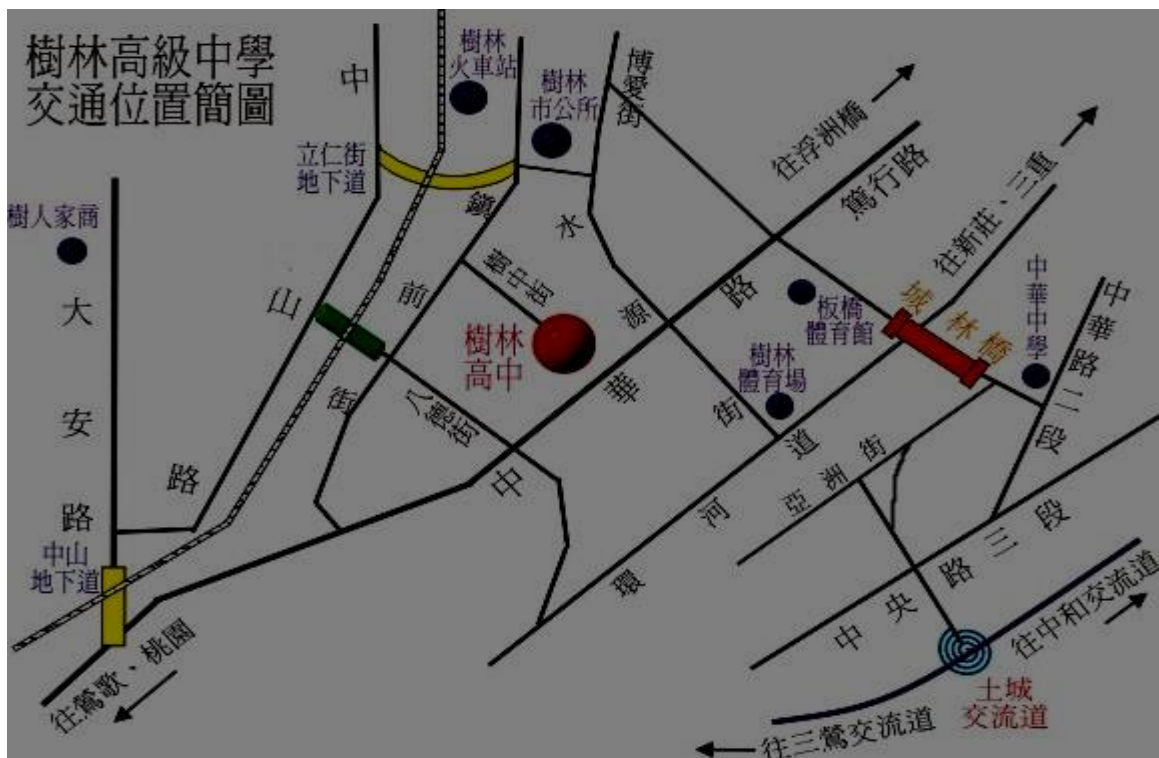 樹林高級中學
交通位置簡圖
中
山
路
樹林
火車站
樹林
市公所
博愛街
往浮洲橋
篤行路
往新莊、三重
立仁街
地下道
鎮
前
街
水
源
街
樹人家商
大
安
路
樹中街
樹林
高中
八德街
中
華
路
板橋
體育館
樹林
體育場
城林橋
中華中學
中華路二段
環
河
道
亞洲街
中央路三段
中山
地下道
往鶯歌、桃園
往中和交流道
土城
交流道
往三鶯交流道